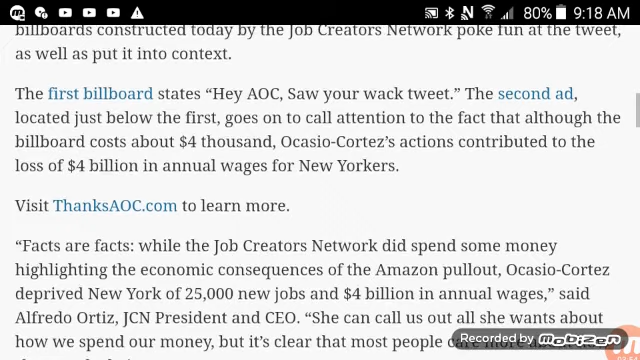 80% 9:18 AM
billboards constructed today by the Job Creators Network poke fun at the tweet,
as well as put it into context.
The first billboard states “Hey AOC, Saw your wack tweet.” The second ad,
located just below the first, goes on to call attention to the fact that although the
billboard costs about $4 thousand, Ocasio-Cortez’s actions contributed to the
loss of $4 billion in annual wages for New Yorkers.
Visit ThanksAOC.com to learn more.
“Facts are facts: while the Job Creators Network did spend some money
highlighting the economic consequences of the Amazon pullout, Ocasio-Cortez
deprived New York of 25,000 new jobs and $4 billion in annual wages,” said
Alfredo Ortiz, JCN President and CEO. “She can call us out all she wants about
how we spend our money, but it’s clear that most people
Recorded by mobizen